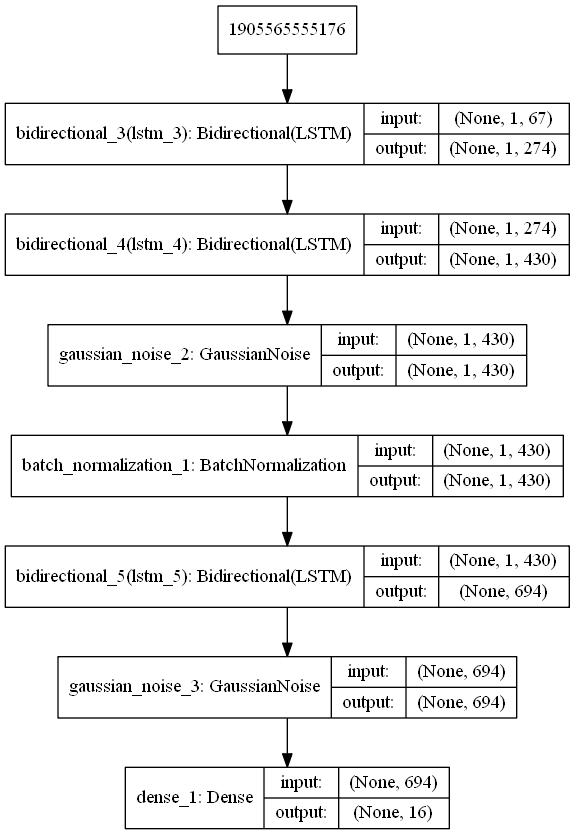 1905565555176
bidirectional_3(lstm_3): Bidirectional(LSTM)
input: (None, 1, 67)
output: (None, 1, 274)
bidirectional_4(lstm_4): Bidirectional(LSTM)
input: (None, 1, 274)
output: (None, 1, 430)
gaussian_noise_2: GaussianNoise
input: (None, 1, 430)
output: (None, 1, 430)
batch_normalization_1: BatchNormalization
input: (None, 1, 430)
output: (None, 1, 430)
bidirectional_5(lstm_5): Bidirectional(LSTM)
input: (None, 1, 430)
output: (None, 694)
gaussian_noise_3: GaussianNoise
input: (None, 694)
output: (None, 694)
dense_1: Dense
input: (None, 694)
output: (None, 16)